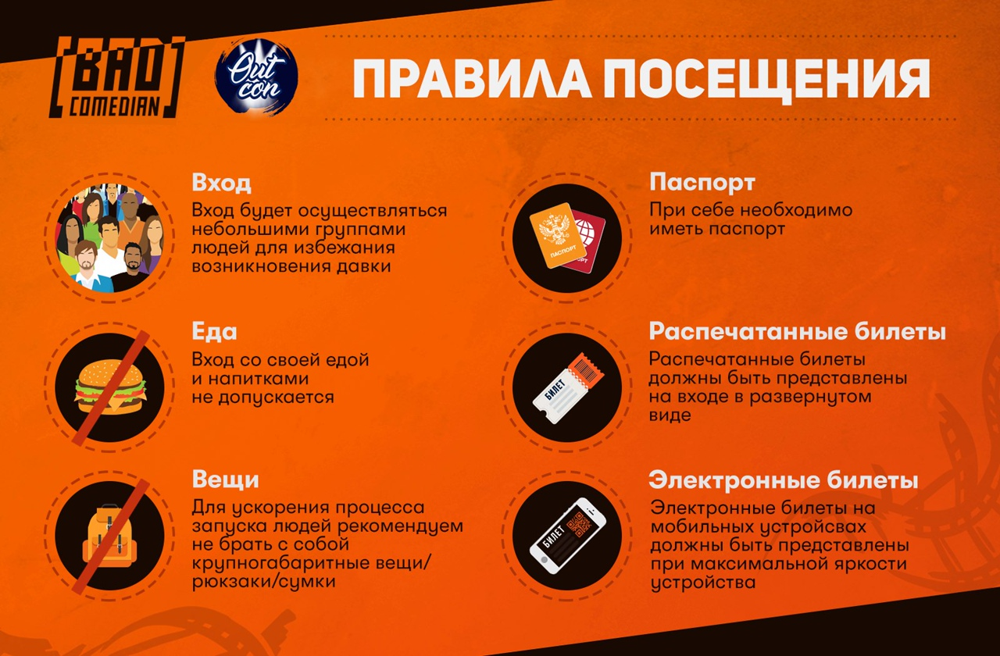 [BAD]
COMEDIAN
Out
con
ПРАВИЛА ПОСЕЩЕНИЯ
Вход
Вход будет осуществляться
небольшими группами
людей для избежания
возникновения давки
Еда
Вход со своей едой
и напитками
не допускается
Вещи
Для ускорения процесса
запуска людей рекомендуем
не брать с собой
крупногабаритные вещи/
рюкзаки/сумки
Паспорт
При себе необходимо
иметь паспорт
ПАСПОРТ
Распечатанные билеты
Распечатанные билеты
должны быть представлены
на входе в развернутом
виде
БИЛЕТ
Электронные билеты
Электронные билеты на
мобильных устройсвах
должны быть представлены
при максимальной яркости
устройства
БИЛЕТ